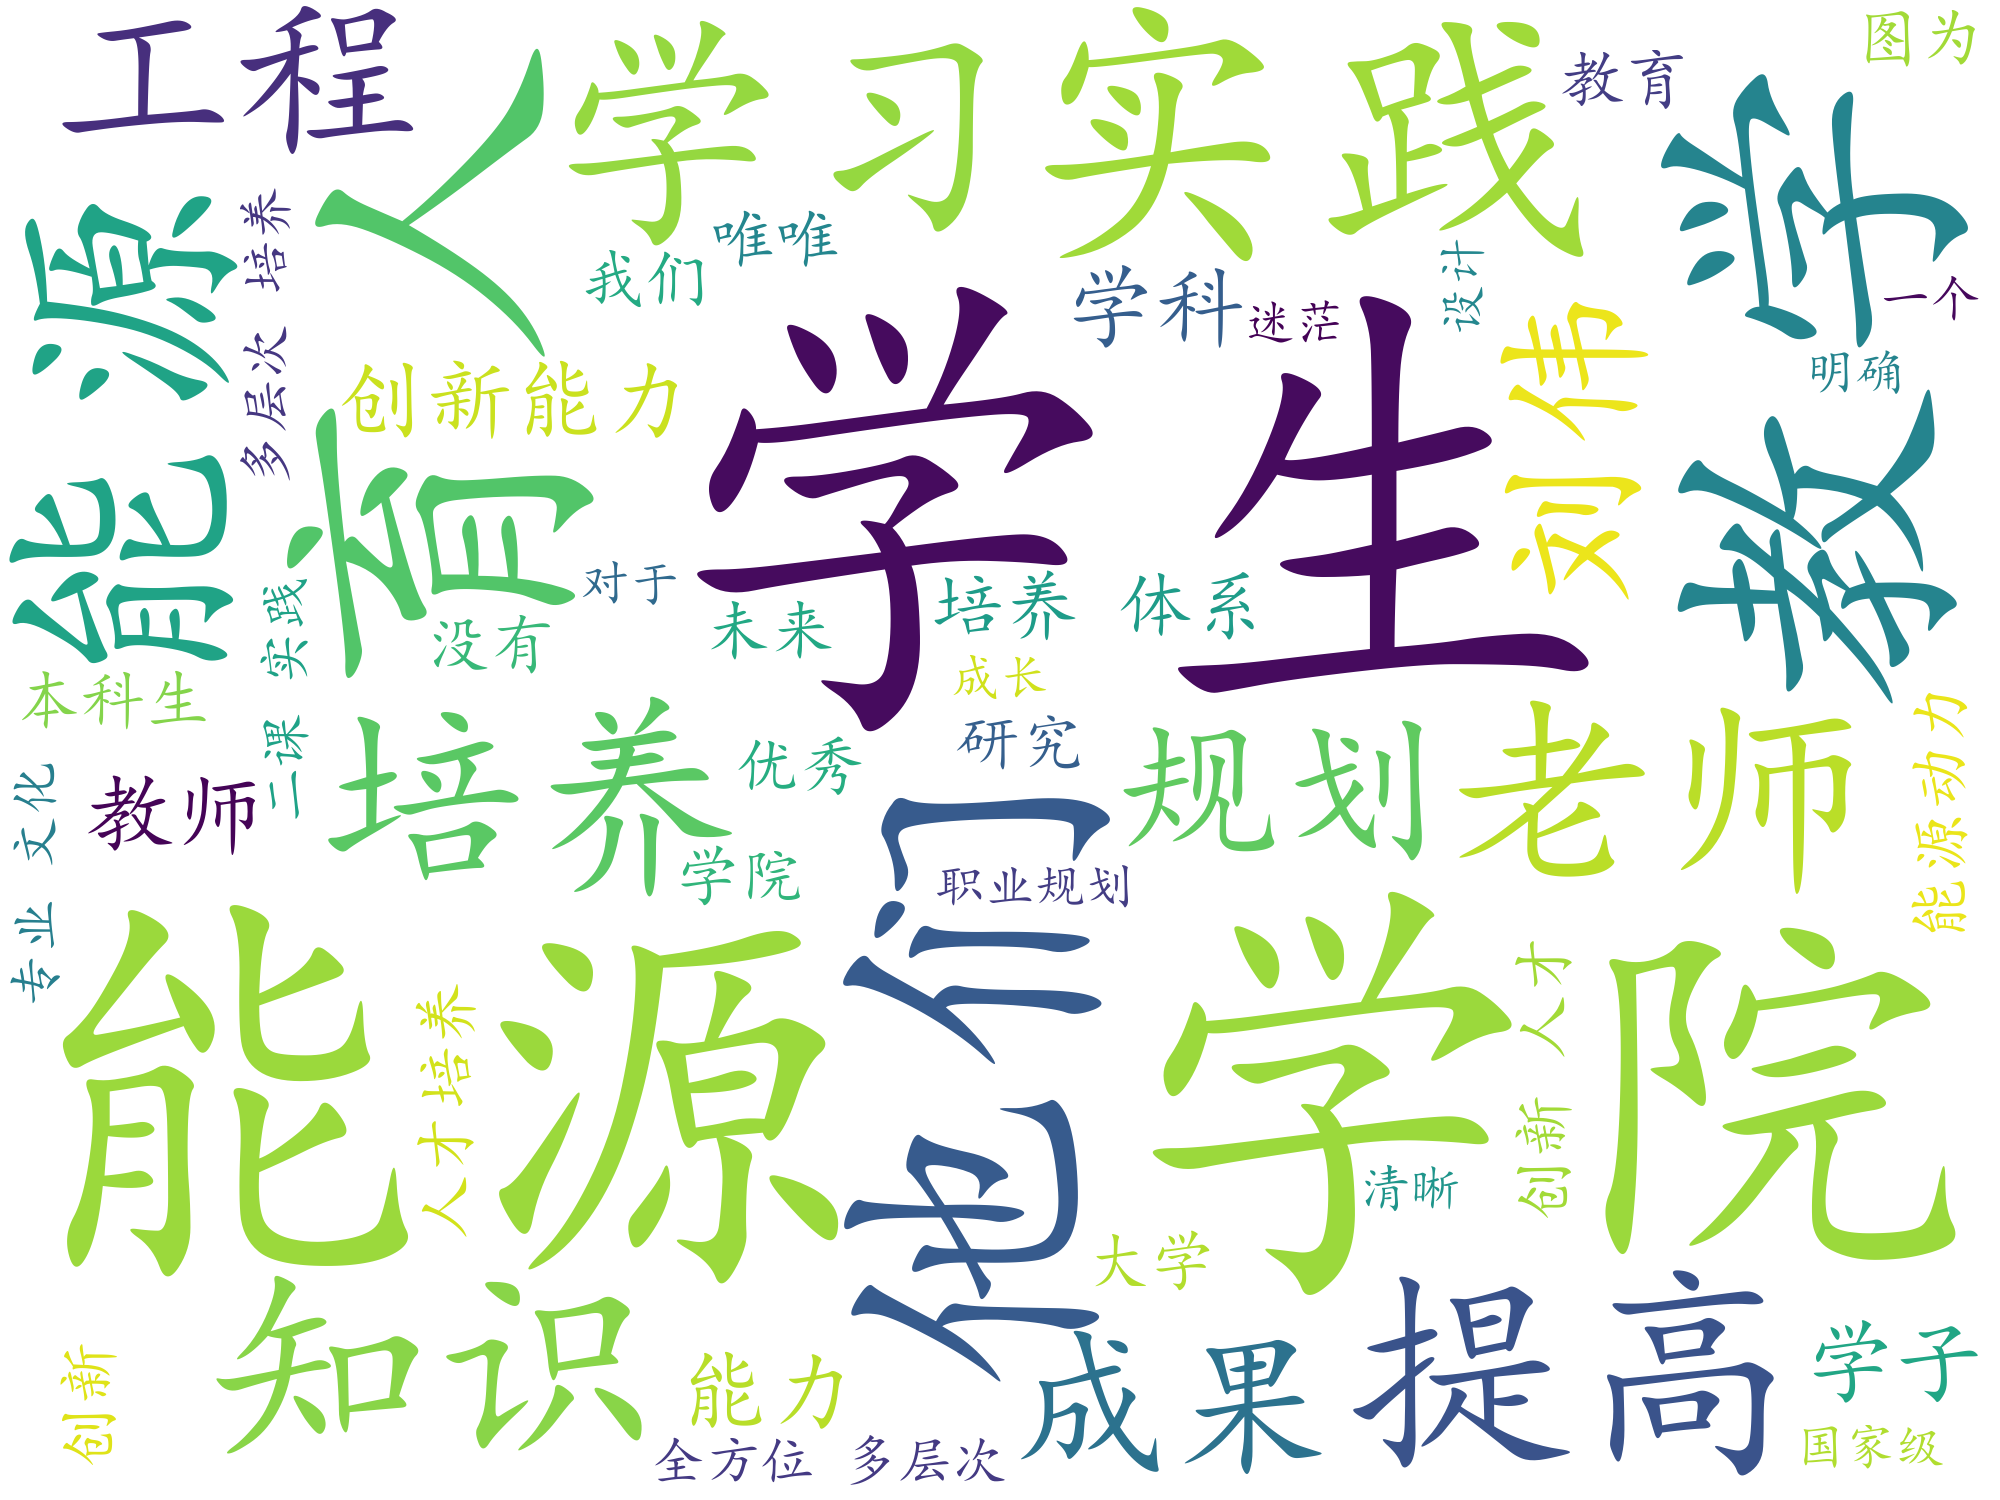 工程
学习实践
教育
图为
能源
多层次 培养
育人
我们
唯唯
学科
迷茫
设计
教学
一个
明确
创新能力
学生
刘伟
没有
对于
未来
培养 体系
成长
本科生
二课 实践
专业 文化
教师
培养
优秀
研究
规划
老师
能源动力
学院
职业规划
他们
能源
学院
人才培养
创新 人才
清晰
大学
知识
创新
能力
成果
提高
学子
国家级
全方位 多层次